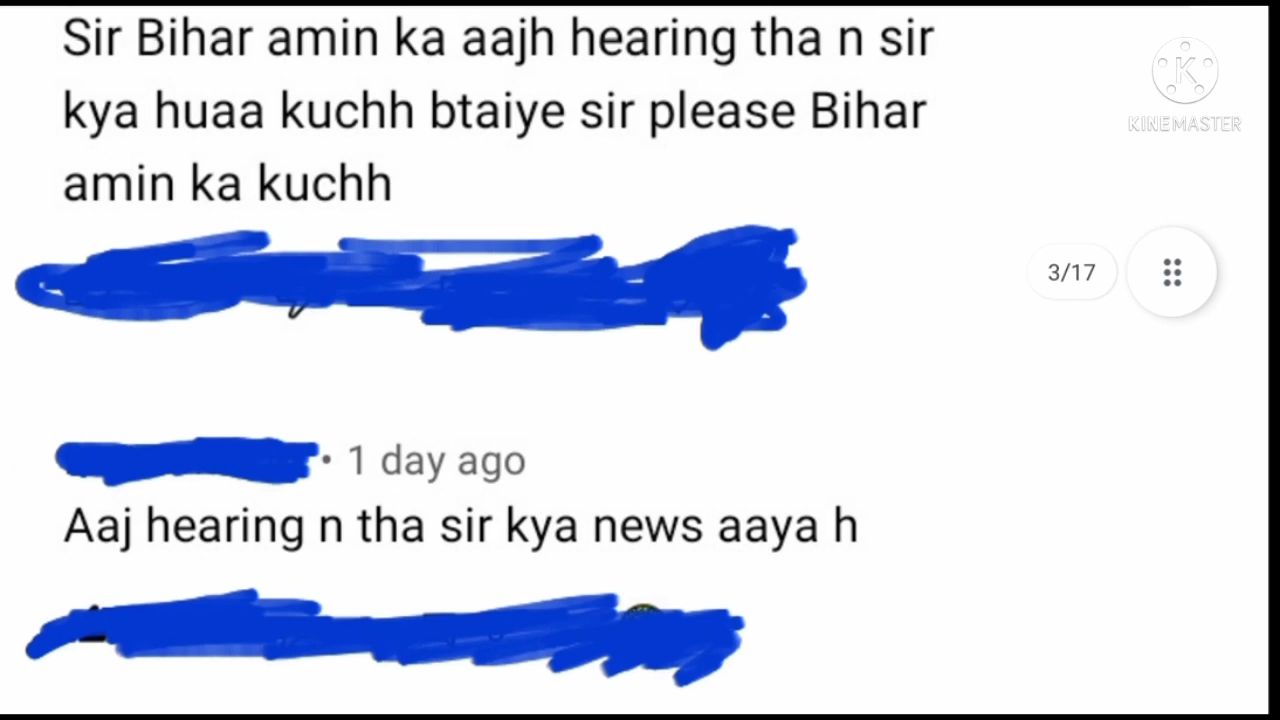 Sir Bihar amin ka aajh hearing tha n sir
kya huaa kuchh btaiye sir please Bihar
amin ka kuchh
KINEMASTER
3/17
• 1 day ago
Aaj hearing n tha sir kya news aaya h